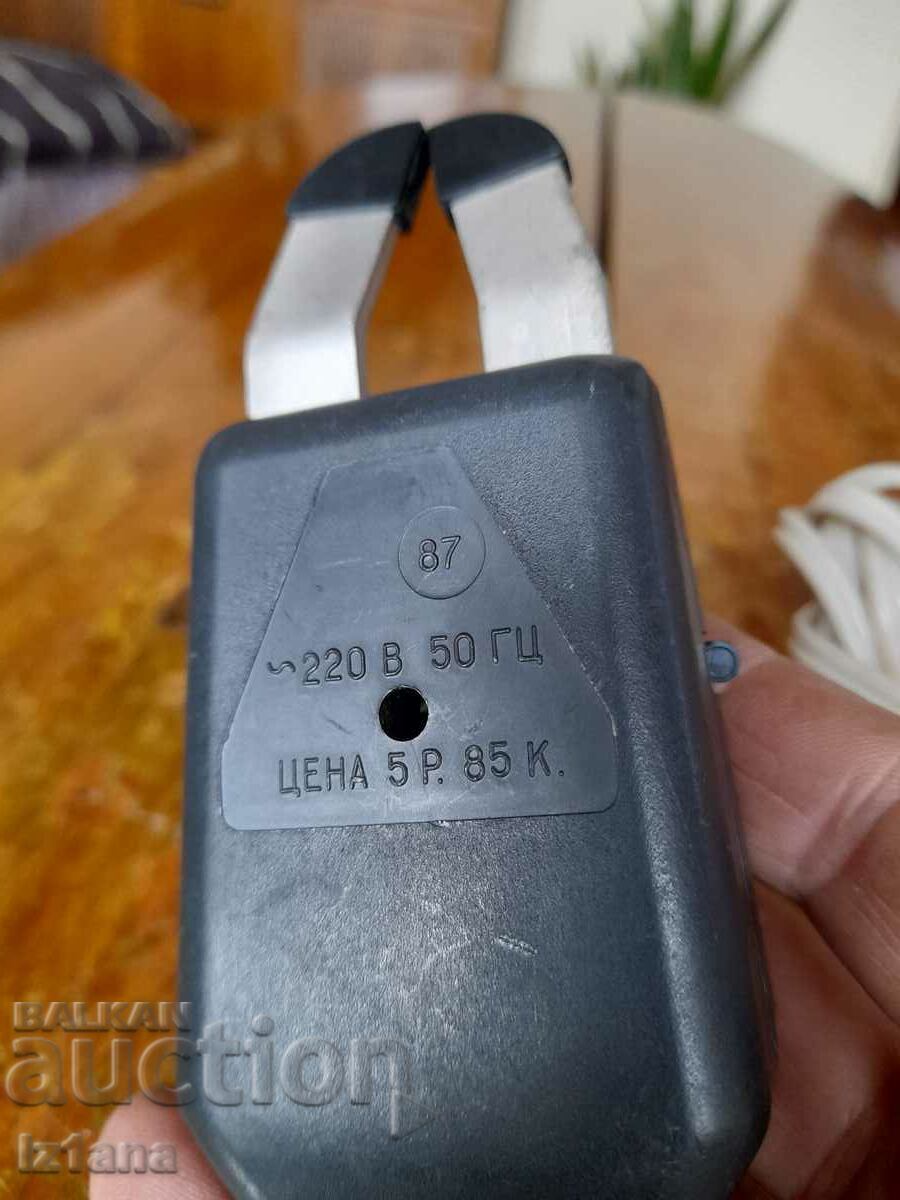 87
~220 В 50 ГЦ
ЦЕНА 5 Р. 85 К.
BALKAN
auction
iz1ana